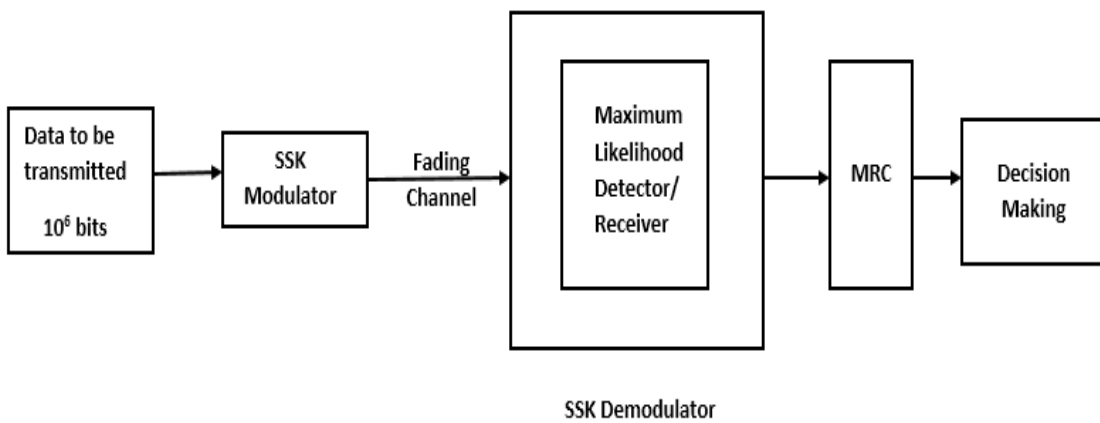 Data to be
transmitted
10⁶ bits
SSK
Modulator
Fading
Channel
Maximum
Likelihood
Detector/
Receiver
MRC
Decision
Making
SSK Demodulator